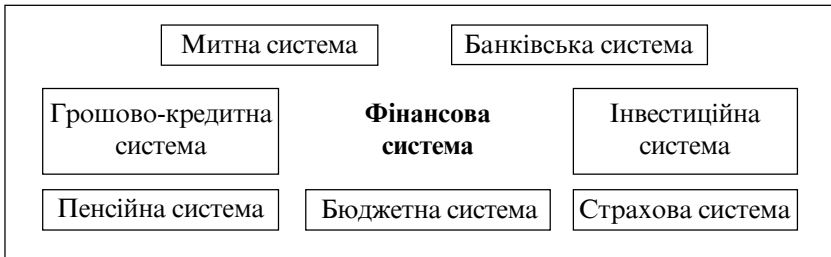 Митна система
Банківська система
Грошово-кредитна
система
Фінансова
система
Інвестиційна
система
Пенсійна система
Бюджетна система
Страхова система